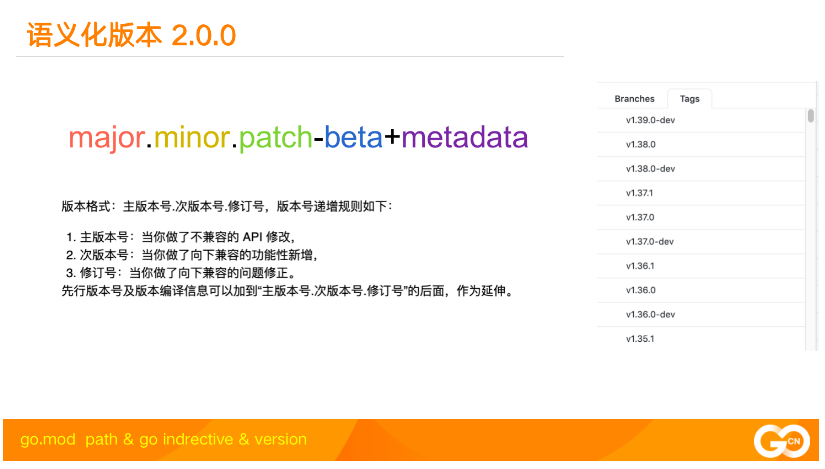 语义化版本 2.0.0
major.minor.patch-beta+metadata
版本格式：主版本号.次版本号.修订号，版本号递增规则如下：
1. 主版本号：当你做了不兼容的 API 修改，
2. 次版本号：当你做了向下兼容的功能性新增，
3. 修订号：当你做了向下兼容的问题修正。
先行版本号及版本编译信息可以加到“主版本号.次版本号.修订号”的后面，作为延伸。
Branches Tags
v1.39.0-dev
v1.38.0
v1.38.0-dev
v1.37.1
v1.37.0
v1.37.0-dev
v1.36.1
v1.36.0
v1.36.0-dev
v1.35.1
go.mod path & go indrective & version
GO CN